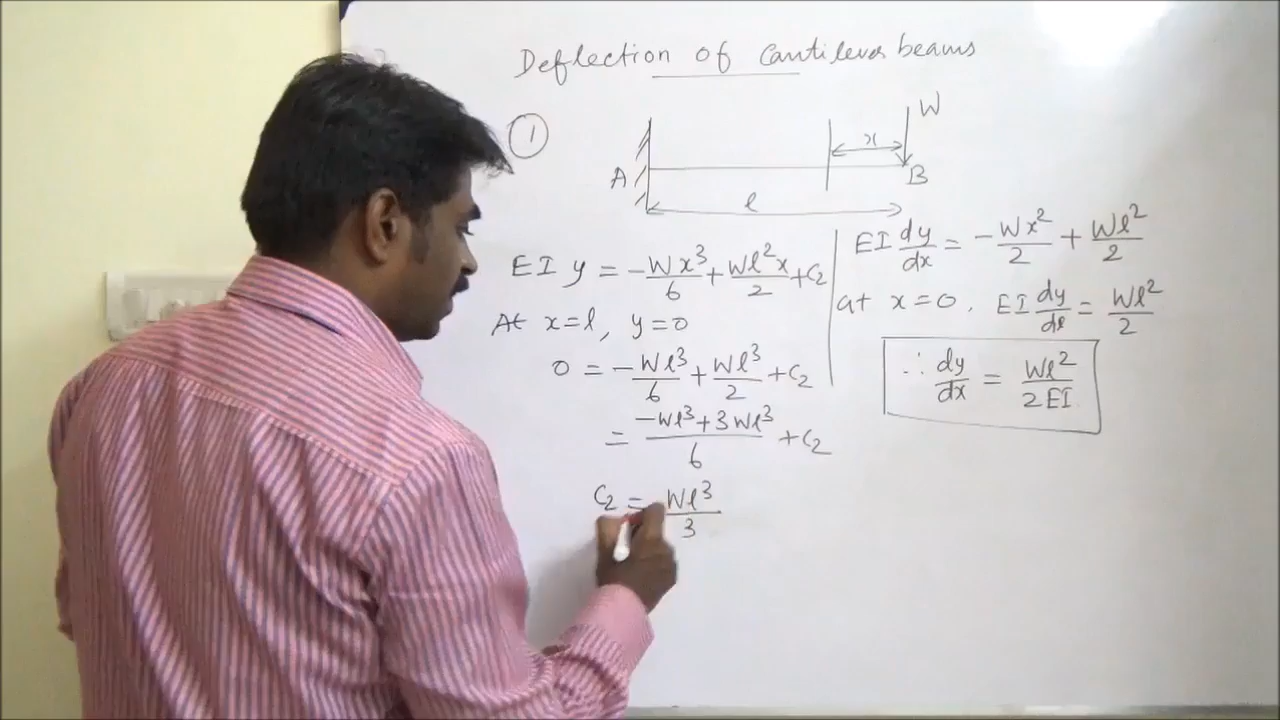 Deflection of Cantilever beams
1
W
x
A
B
l
EI y = -Wx³/6 + Wl²x/2 + C₂
At x=l, y=0
0 = -Wl³/6 + Wl³/2 + C₂
= -Wl³+3Wl³/6 + C₂
C₂ = Wl³/3
EI dy/dx = -Wx²/2 + Wl²/2
at x=0, EI dy/dl = Wl²/2
∴ dy/dx = Wl²/2EI